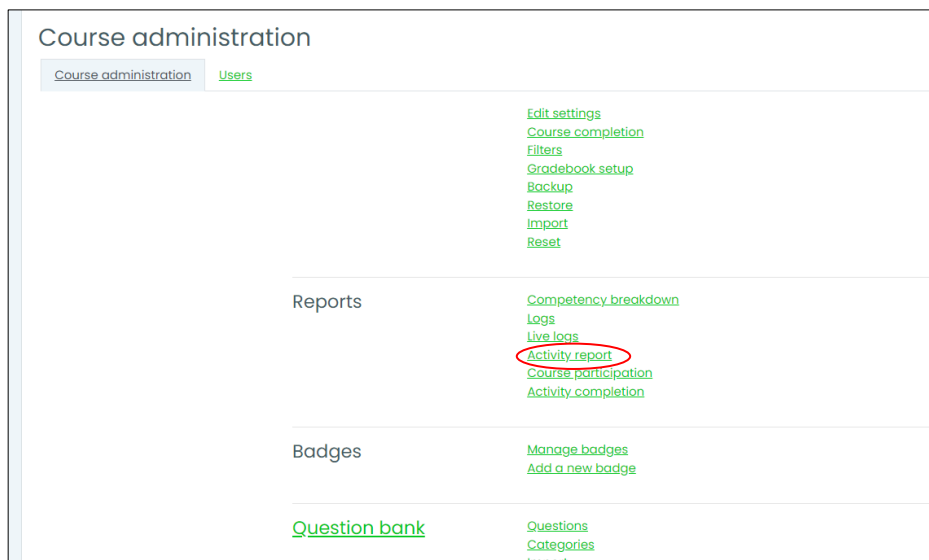 Course administration
Course administration Users
Edit settings
Course completion
Filters
Gradebook setup
Backup
Restore
Import
Reset
Reports
Competency breakdown
Logs
Live logs
Activity report
Course participation
Activity completion
Badges
Manage badges
Add a new badge
Question bank
Questions
Categories